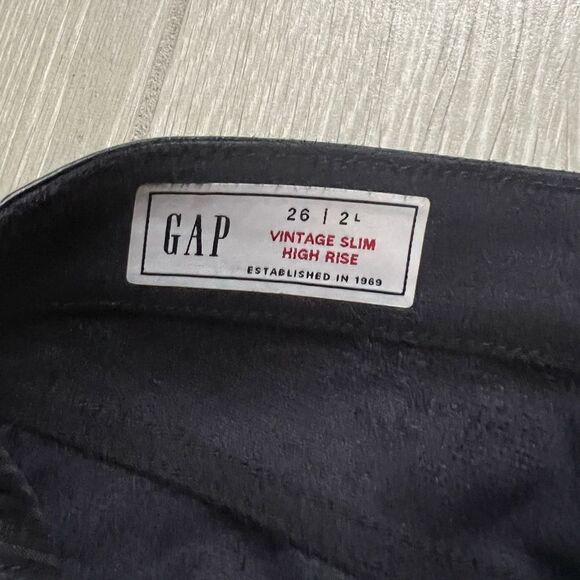 GAP
26 | 2L
VINTAGE SLIM
HIGH RISE
ESTABLISHED IN 1969